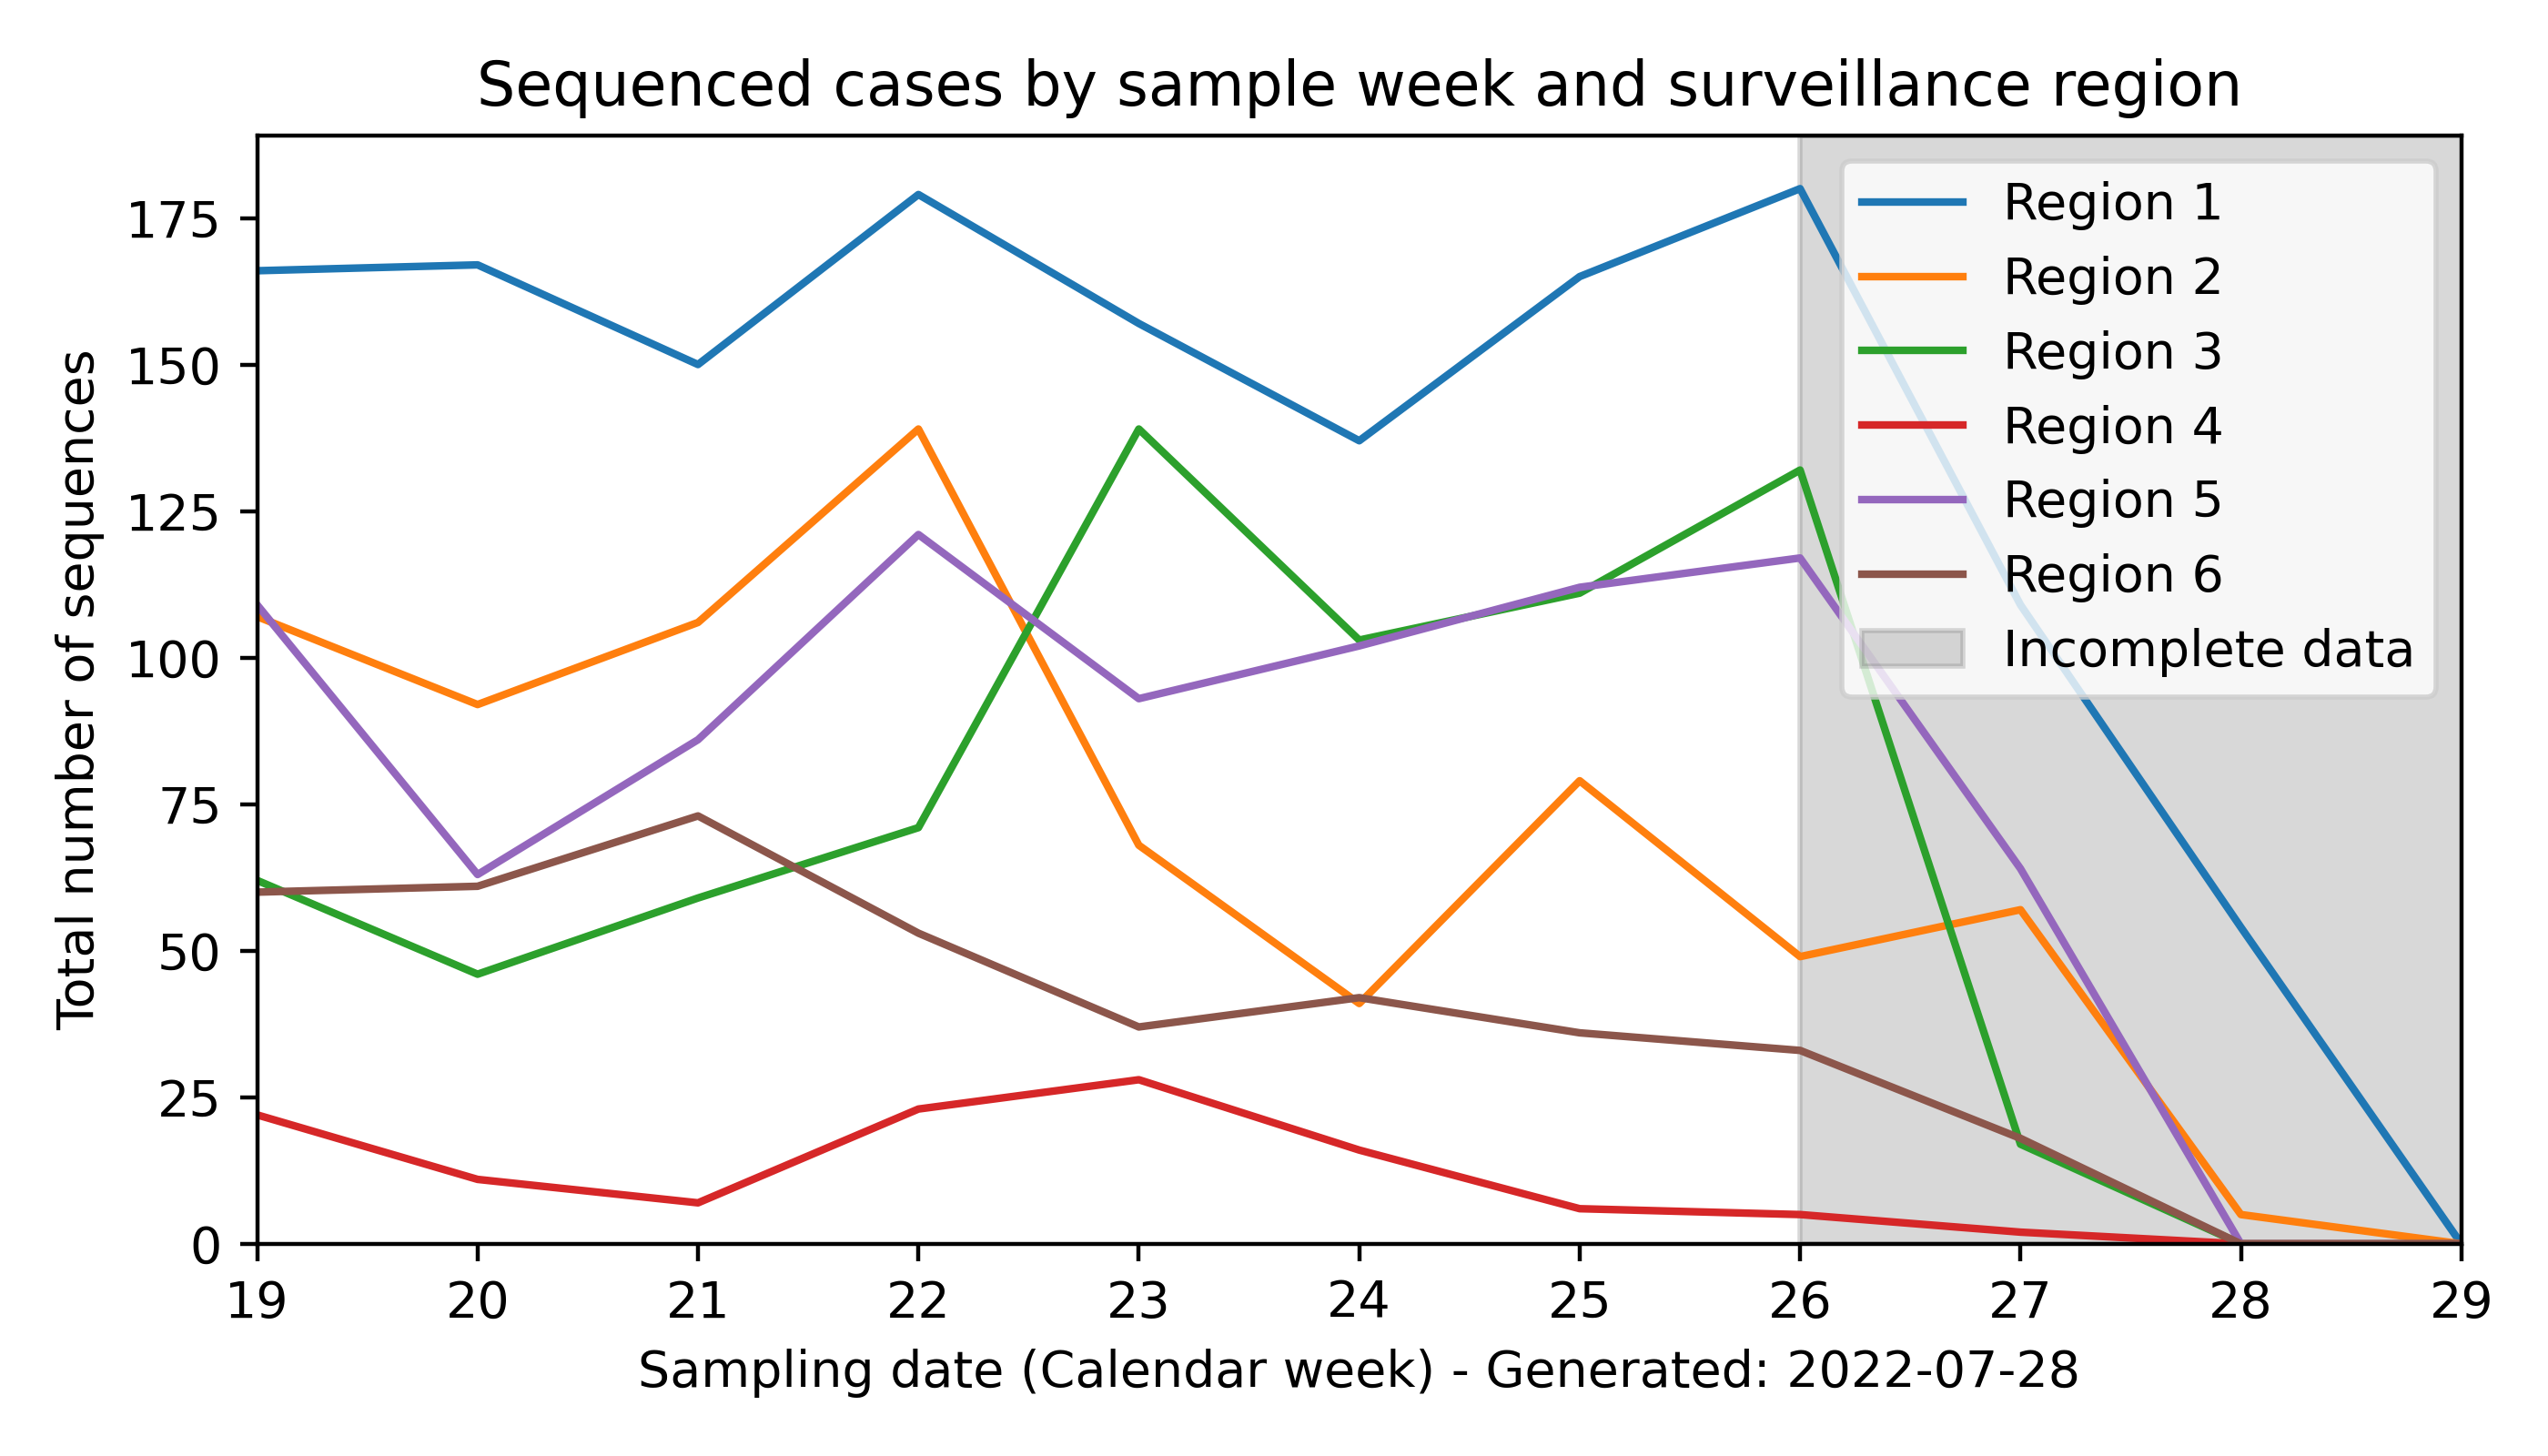 Sequenced cases by sample week and surveillance region
Total number of sequences
175
150
125
100
75
50
25
0
Region 1
Region 2
Region 3
Region 4
Region 5
Region 6
Incomplete data
19 20 21 22 23 24 25 26 27 28 29
Sampling date (Calendar week) - Generated: 2022-07-28